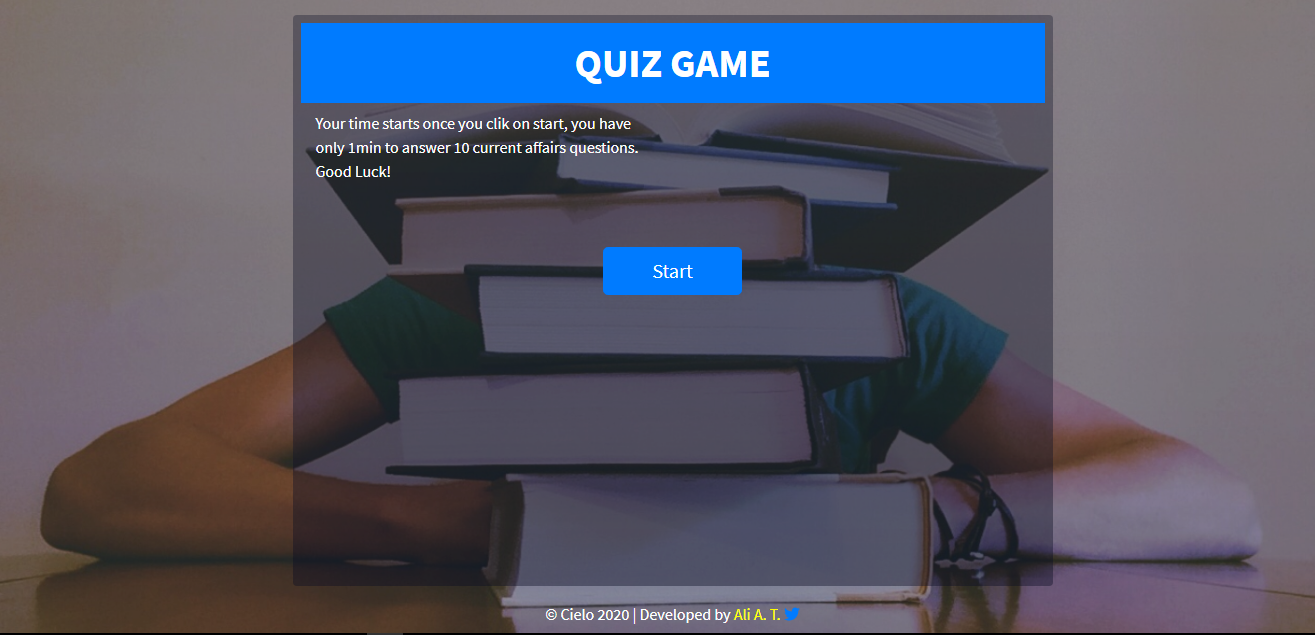 QUIZ GAME
Your time starts once you clik on start, you have
only 1min to answer 10 current affairs questions.
Good Luck!
Start
© Cielo 2020 | Developed by Ali A. T.